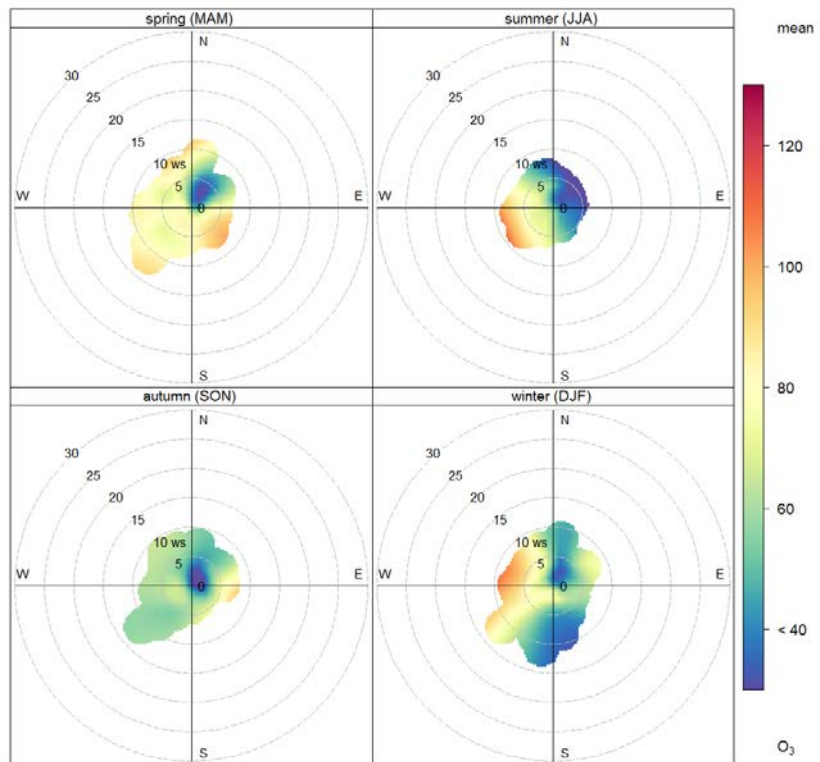 spring (MAM)
N
30
25
20
15
10 ws
5
0
W
E
S
summer (JJA)
N
30
25
20
15
10 ws
5
0
W
E
S
autumn (SON)
N
30
25
20
15
10 ws
5
0
W
E
S
winter (DJF)
N
30
25
20
15
10 ws
5
0
W
E
S
mean
120
100
80
60
< 40
O₃